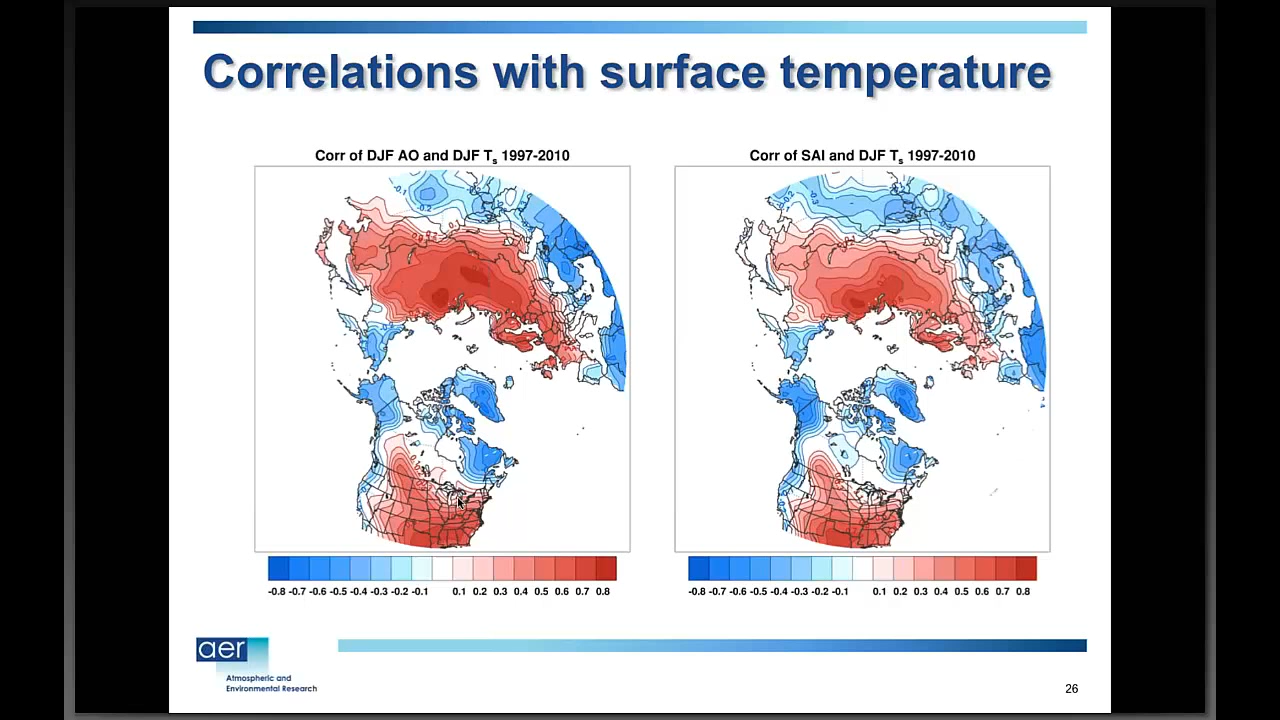 Correlations with surface temperature
Corr of DJF AO and DJF Ts 1997-2010
Corr of SAI and DJF Ts 1997-2010
-0.8 -0.7 -0.6 -0.5 -0.4 -0.3 -0.2 -0.1 0.1 0.2 0.3 0.4 0.5 0.6 0.7 0.8
-0.8 -0.7 -0.6 -0.5 -0.4 -0.3 -0.2 -0.1 0.1 0.2 0.3 0.4 0.5 0.6 0.7 0.8
aer
Atmospheric and
Environmental Research
26